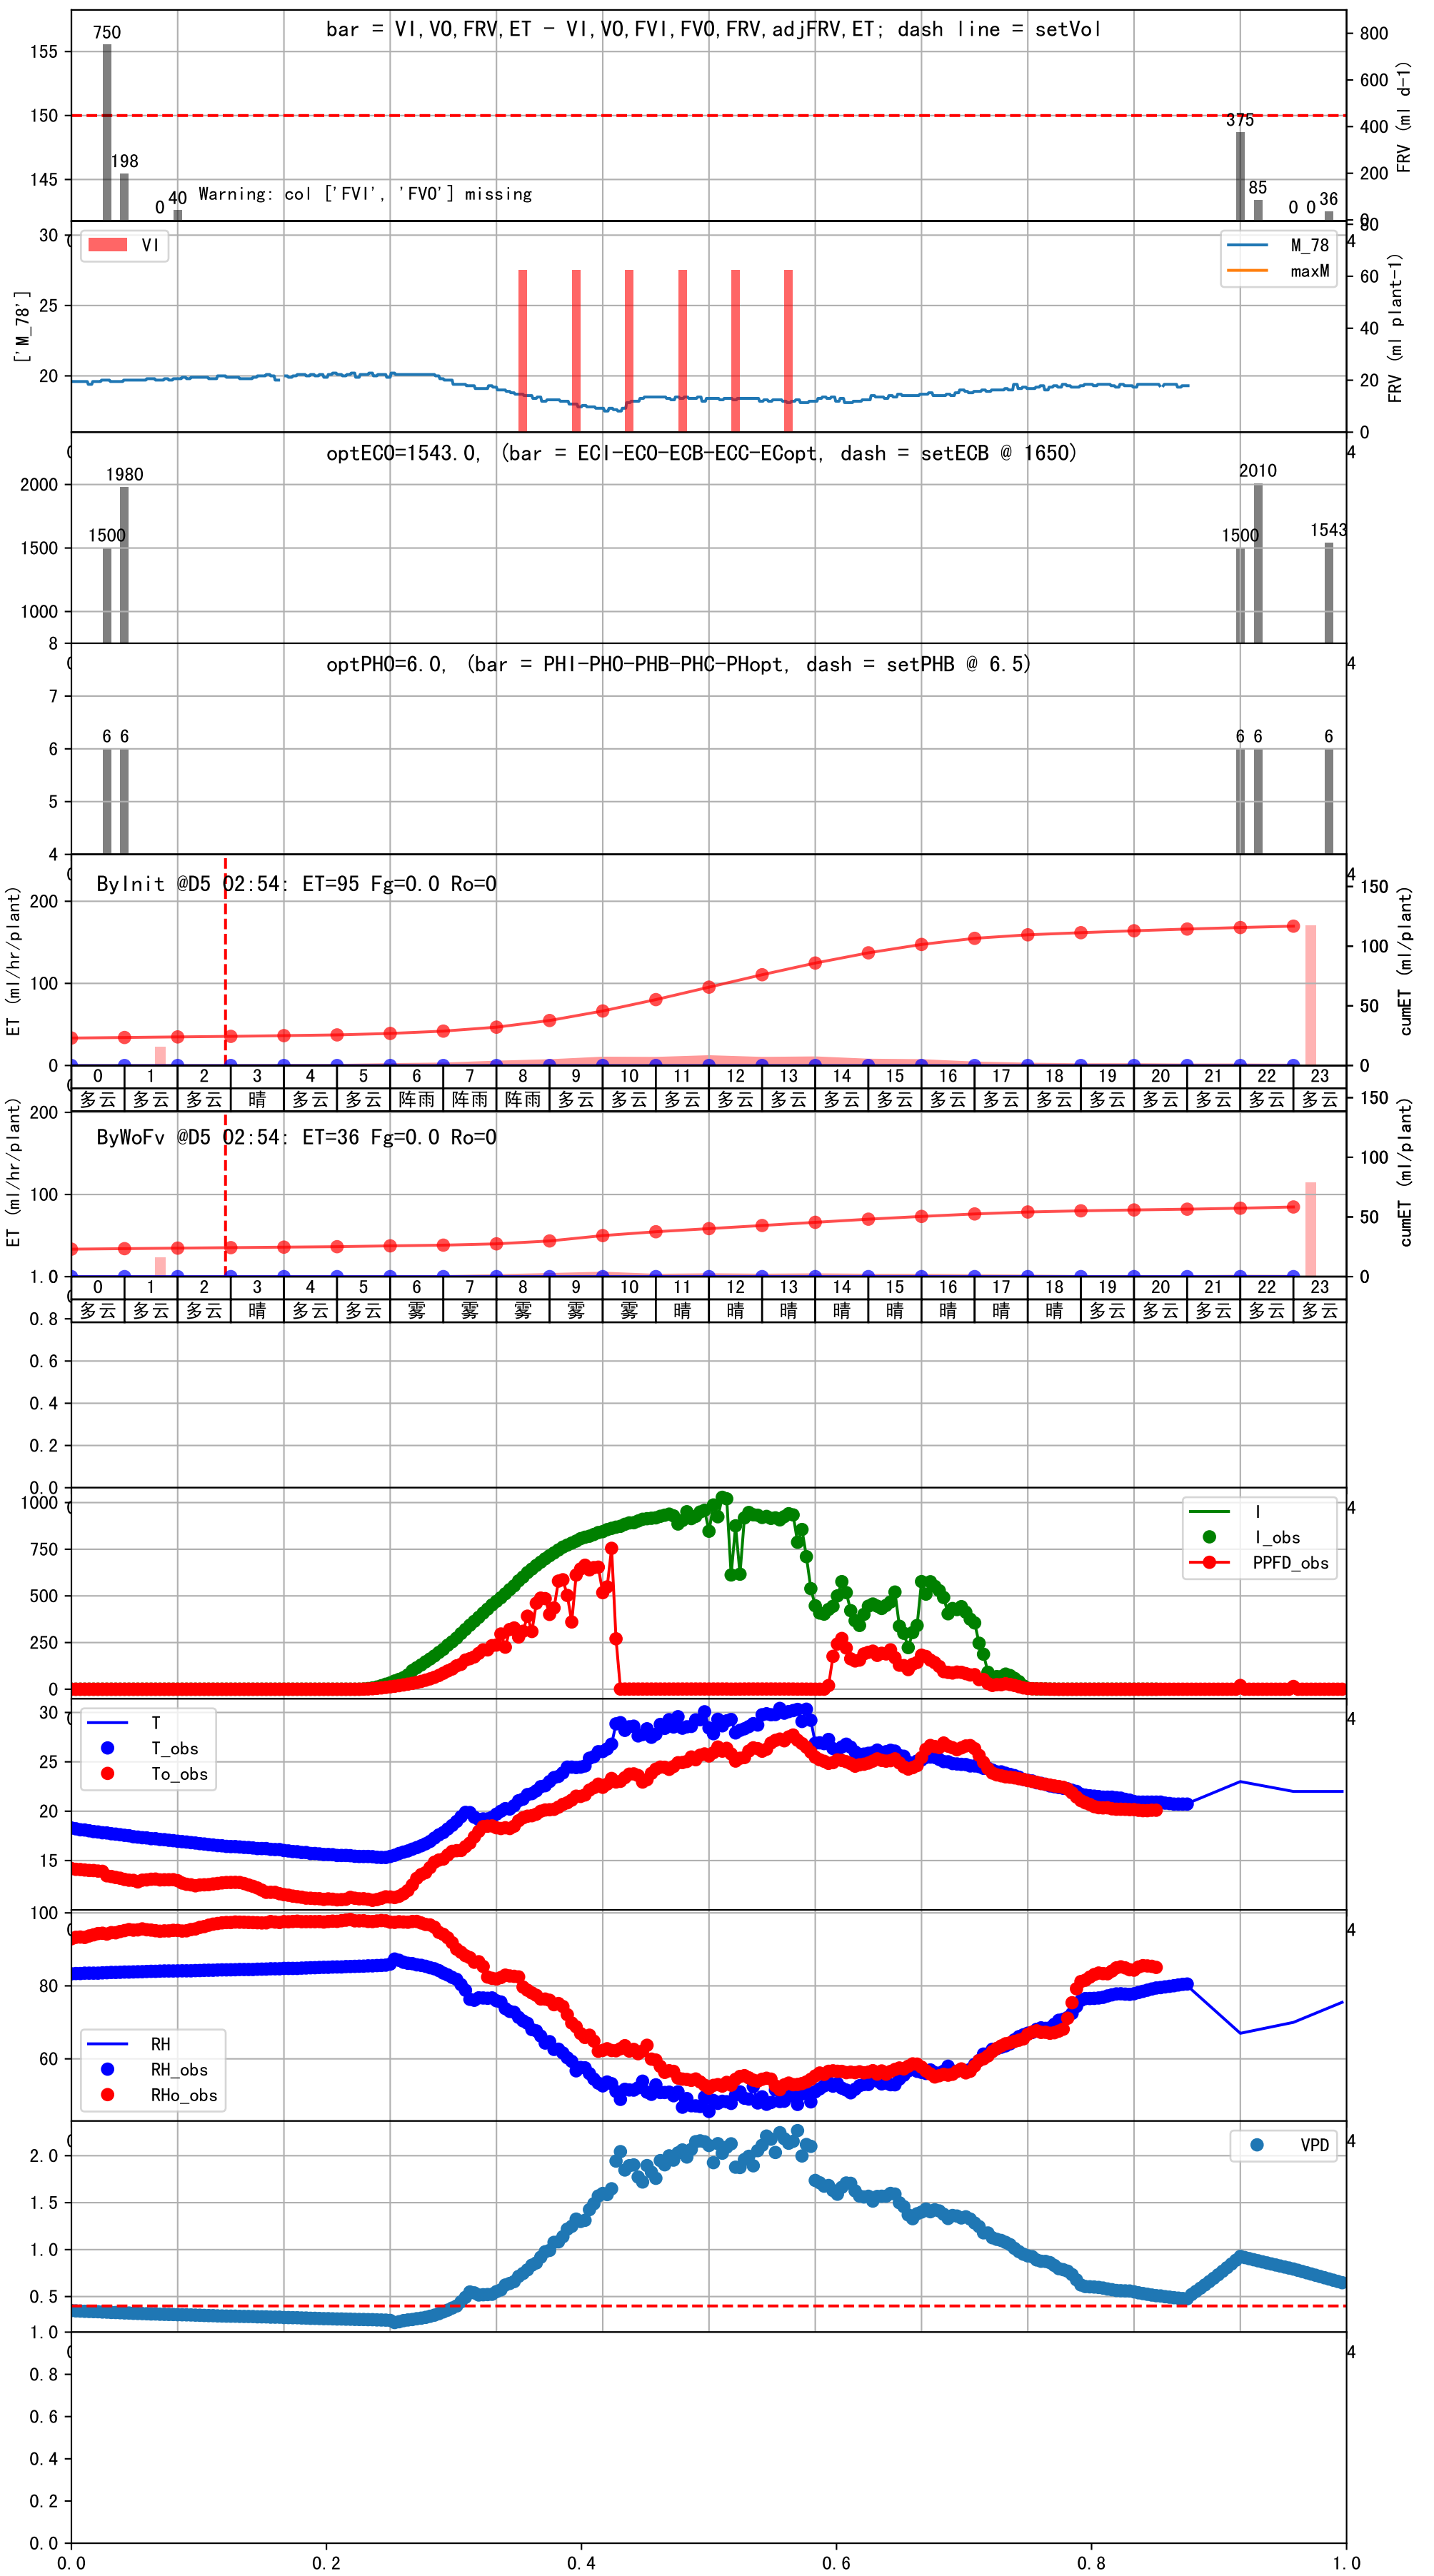 bar = VI,VO,FRV,ET - VI,VO,FVI,FVO,FRV,adjFRV,ET; dash line = setVol
750
198
0 40
Warning: col ['FVI', 'FVO'] missing
375
85
0 0 36
155
150
145
800
600
400
200
0
FRV (ml d-1)
VI
M_78
maxM
30
25
20
['M_78']
80
60
40
20
0
FRV (ml plant-1)
4
optECO=1543.0, (bar = ECI-ECO-ECB-ECC-ECopt, dash = setECB @ 1650)
1500
1980
1500
2010
1543
2000
1500
1000
4
optPHO=6.0, (bar = PHI-PHO-PHB-PHC-PHopt, dash = setPHB @ 6.5)
6 6
6 6
6
8
7
6
5
4
4
ByInit @D5 02:54: ET=95 Fg=0.0 Ro=0
200
100
0
ET (ml/hr/plant)
150
100
50
0
cumET (ml/plant)
4
0 1 2 3 4 5 6 7 8 9 10 11 12 13 14 15 16 17 18 19 20 21 22 23
多云 多云 多云 晴 多云 多云 阵雨 阵雨 阵雨 多云 多云 多云 多云 多云 多云 多云 多云 多云 多云 多云 多云 多云 多云 多云
ByWoFv @D5 02:54: ET=36 Fg=0.0 Ro=0
200
100
ET (ml/hr/plant)
150
100
50
0
cumET (ml/plant)
0 1 2 3 4 5 6 7 8 9 10 11 12 13 14 15 16 17 18 19 20 21 22 23
多云 多云 多云 晴 多云 多云 雾 雾 雾 雾 雾 晴 晴 晴 晴 晴 晴 晴 晴 多云 多云 多云 多云 多云
1.0
0.8
0.6
0.4
0.2
0.0
I
I_obs
PPFD_obs
1000
750
500
250
0
4
T
T_obs
To_obs
30
25
20
15
4
RH
RH_obs
RHo_obs
100
80
60
4
VPD
2.0
1.5
1.0
0.5
4
1.0
0.8
0.6
0.4
0.2
0.0
4
0.0 0.2 0.4 0.6 0.8 1.0